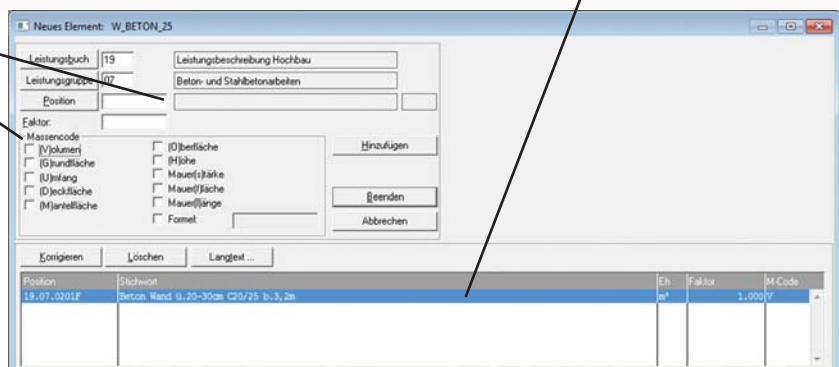 Neues Element: W_BETON_25
Leistungsbuch 19 Leistungsbeschreibung Hochbau
Leistungsgruppe 07 Beton- und Stahlbetonarbeiten
Position
Faktor:
Massencode
(V)olumen (O)berfläche Hinzufügen
(G)rundfläche (H)öhe
(U)mfang Mauer(s)tärke
(D)eckfläche Mauer(f)läche Beenden
(M)antelfläche Mauer(l)änge
Formel: Abbrechen
Korrigieren Löschen Langtext ...
Position Stichwort Eh Faktor M-Code
19.07.0201F Beton Wand ü.20-30cm C20/25 b.3,2m m³ 1.000 V